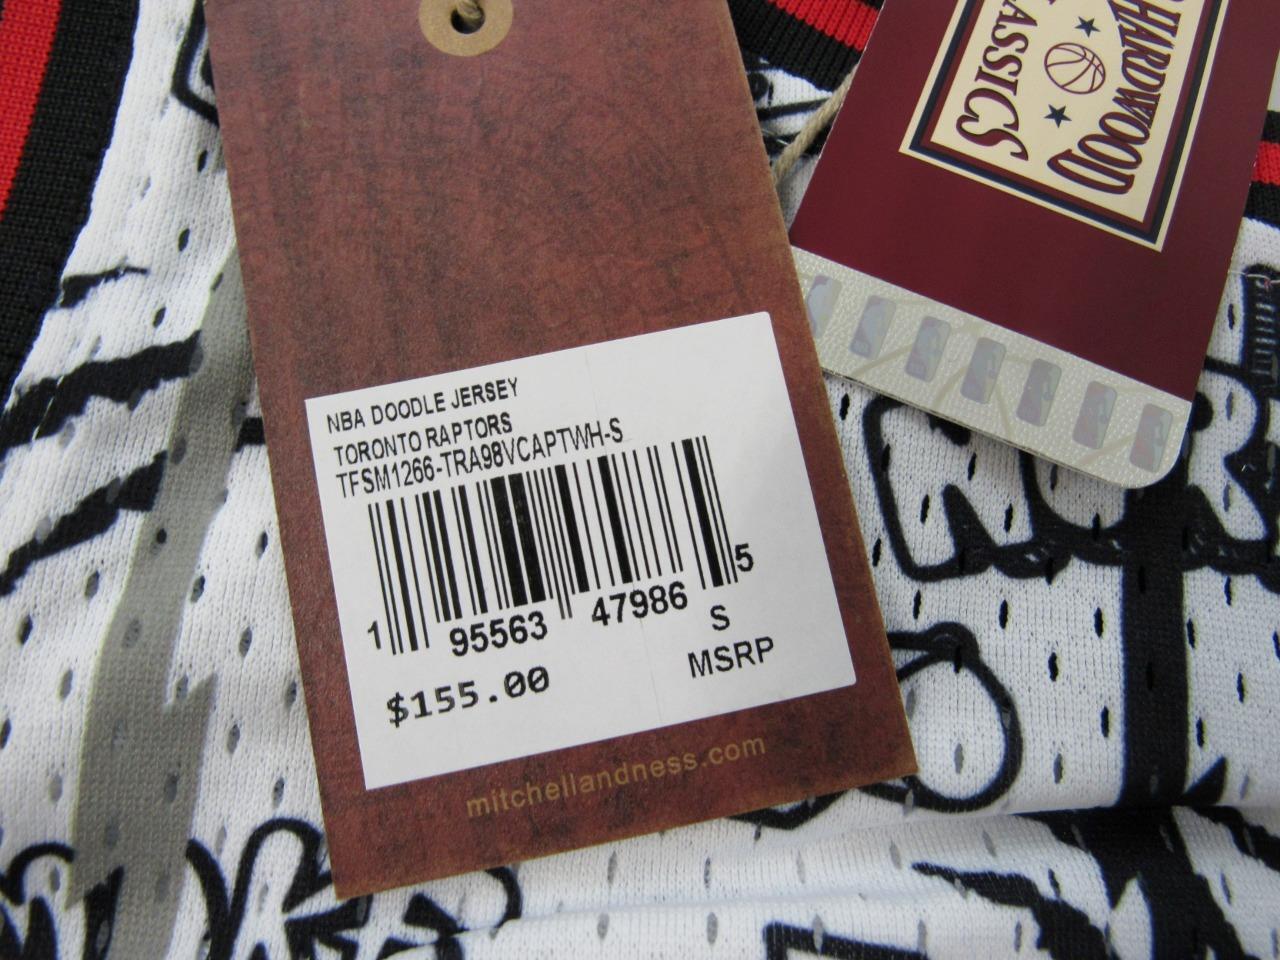 NBA DOODLE JERSEY
TORONTO RAPTORS
TFSM1266-TRA98VCAPTWH-S
1 95563 47986 5
S
$155.00 MSRP
mitchellandness.com
HARDWOOD
CLASSICS